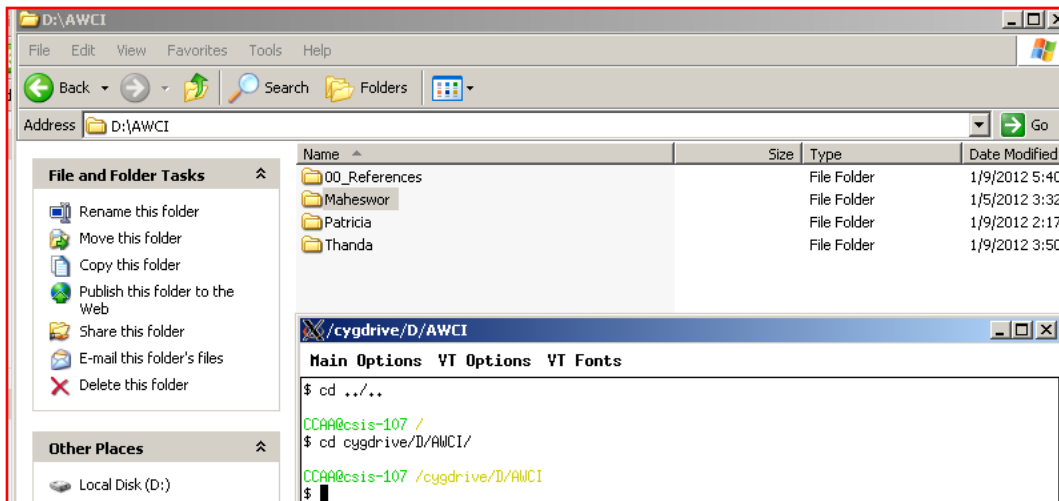 D:\AWCI
File Edit View Favorites Tools Help
Back Search Folders
Address D:\AWCI Go
Name Size Type Date Modified
File and Folder Tasks
Rename this folder
Move this folder
Copy this folder
Publish this folder to the
Web
Share this folder
E-mail this folder's files
Delete this folder
Other Places
Local Disk (D:)
00_References File Folder 1/9/2012 5:40
Maheswor File Folder 1/5/2012 3:32
Patricia File Folder 1/9/2012 2:17
Thanda File Folder 1/9/2012 3:50
/cygdrive/D/AWCI
Main Options VT Options VT Fonts
$ cd ../..
CCAA@csis-107 /
$ cd cygdrive/D/AWCI/
CCAA@csis-107 /cygdrive/D/AWCI
$